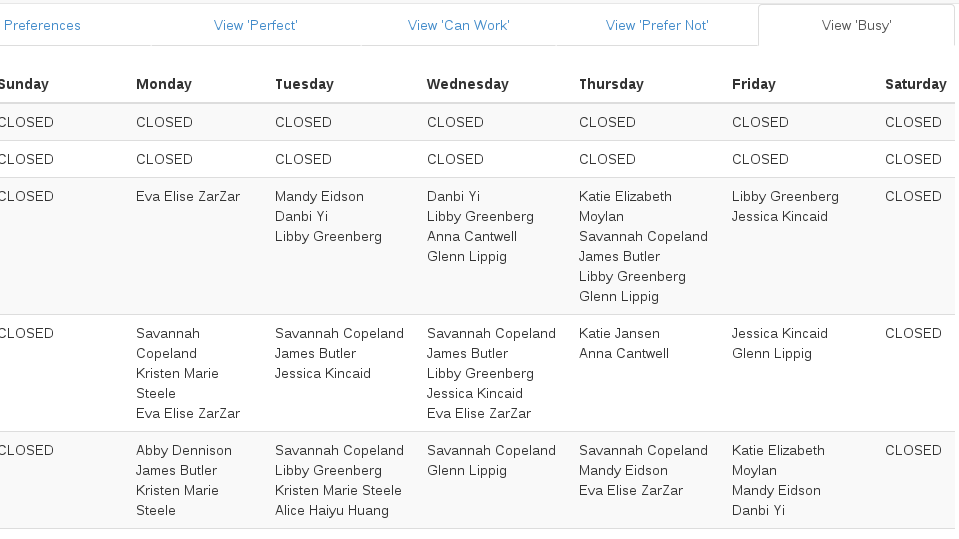 Preferences View 'Perfect' View 'Can Work' View 'Prefer Not' View 'Busy'
Sunday Monday Tuesday Wednesday Thursday Friday Saturday
CLOSED CLOSED CLOSED CLOSED CLOSED CLOSED CLOSED
CLOSED CLOSED CLOSED CLOSED CLOSED CLOSED CLOSED
CLOSED Eva Elise ZarZar Mandy Eidson Danbi Yi Katie Elizabeth Libby Greenberg CLOSED
Danbi Yi Libby Greenberg Moylan Jessica Kincaid
Libby Greenberg Anna Cantwell Savannah Copeland
Glenn Lippig James Butler
Libby Greenberg
Glenn Lippig
CLOSED Savannah Savannah Copeland Savannah Copeland Katie Jansen Jessica Kincaid CLOSED
Copeland James Butler James Butler Anna Cantwell Glenn Lippig
Kristen Marie Jessica Kincaid Libby Greenberg
Steele Jessica Kincaid
Eva Elise ZarZar Eva Elise ZarZar
CLOSED Abby Dennison Savannah Copeland Savannah Copeland Savannah Copeland Katie Elizabeth CLOSED
James Butler Libby Greenberg Glenn Lippig Mandy Eidson Moylan
Kristen Marie Kristen Marie Steele Eva Elise ZarZar Mandy Eidson
Steele Alice Haiyu Huang Danbi Yi